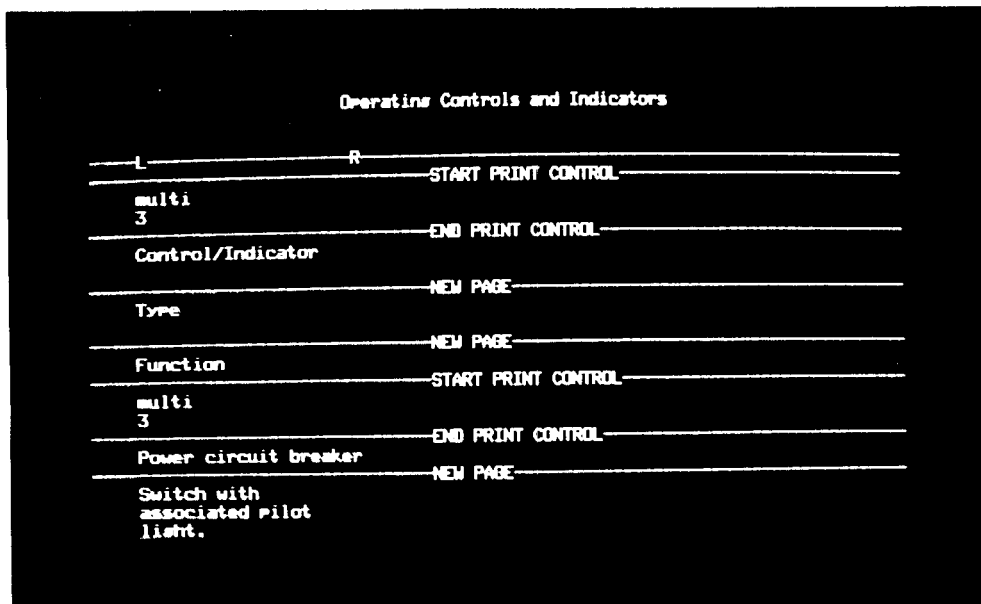 Operating Controls and Indicators
L R
START PRINT CONTROL
multi
3
END PRINT CONTROL
Control/Indicator
NEW PAGE
Type
NEW PAGE
Function
START PRINT CONTROL
multi
3
END PRINT CONTROL
Power circuit breaker
NEW PAGE
Switch with
associated pilot
light.